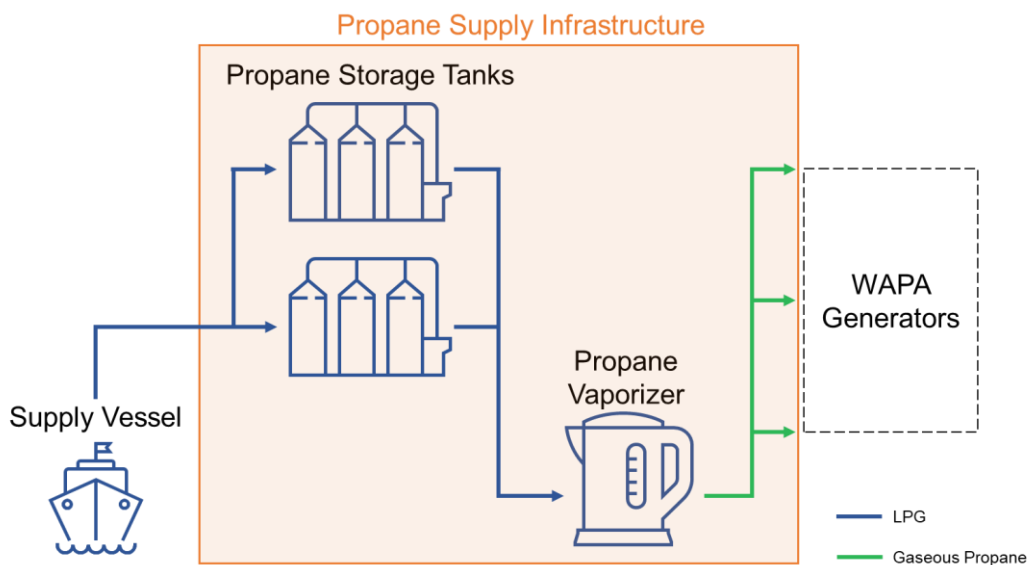 Propane Supply Infrastructure
Propane Storage Tanks
Supply Vessel
Propane
Vaporizer
WAPA
Generators
LPG
Gaseous Propane